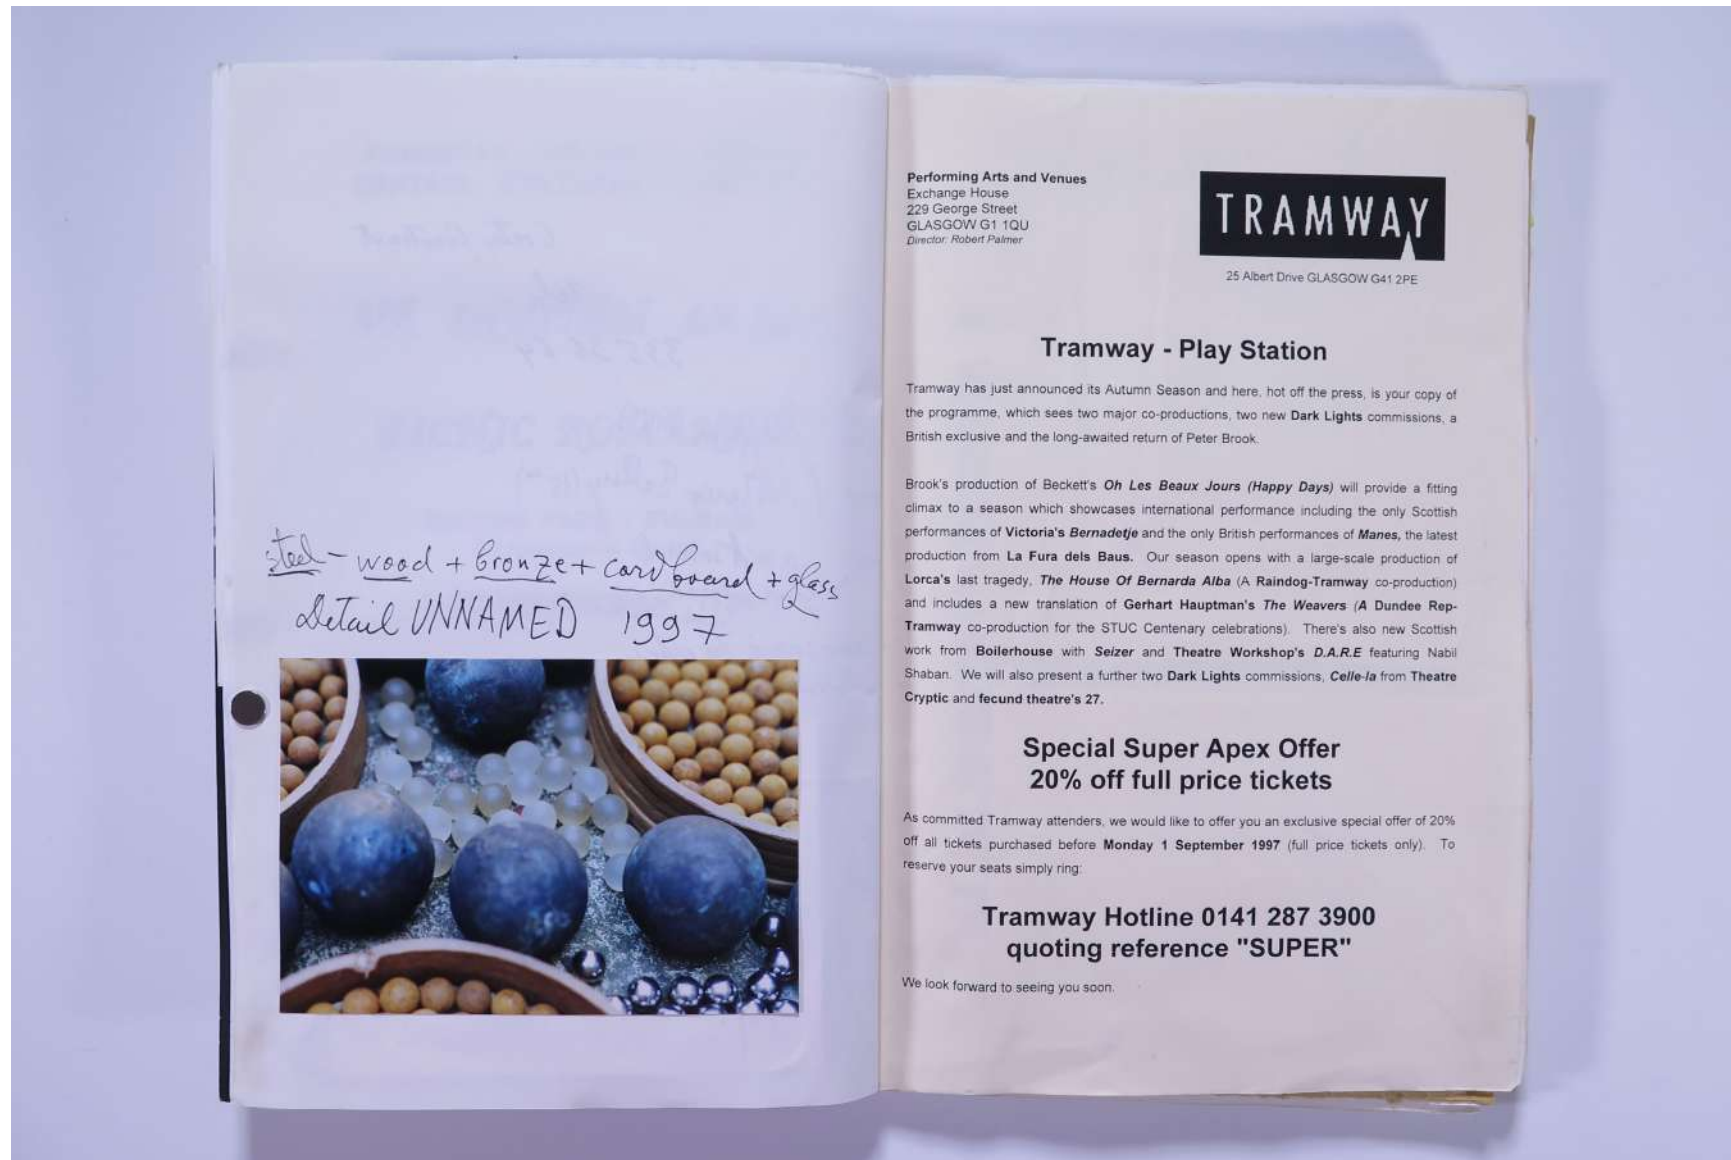 steel - wood + bronze + cardboard + glass
Detail UNNAMED 1997
Performing Arts and Venues
Exchange House
229 George Street
GLASGOW G1 1QU
Director: Robert Palmer
TRAMWAY
25 Albert Drive GLASGOW G41 2PE
Tramway - Play Station
Tramway has just announced its Autumn Season and here, hot off the press, is your copy of
the programme, which sees two major co-productions, two new Dark Lights commissions, a
British exclusive and the long-awaited return of Peter Brook.
Brook's production of Beckett's Oh Les Beaux Jours (Happy Days) will provide a fitting
climax to a season which showcases international performance including the only Scottish
performances of Victoria's Bernadetje and the only British performances of Manes, the latest
production from La Fura dels Baus. Our season opens with a large-scale production of
Lorca's last tragedy, The House Of Bernarda Alba (A Raindog-Tramway co-production)
and includes a new translation of Gerhart Hauptman's The Weavers (A Dundee Rep-
Tramway co-production for the STUC Centenary celebrations). There's also new Scottish
work from Boilerhouse with Seizer and Theatre Workshop's D.A.R.E featuring Nabil
Shaban. We will also present a further two Dark Lights commissions, Celle-la from Theatre
Cryptic and fecund theatre's 27.
Special Super Apex Offer
20% off full price tickets
As committed Tramway attenders, we would like to offer you an exclusive special offer of 20%
off all tickets purchased before Monday 1 September 1997 (full price tickets only). To
reserve your seats simply ring:
Tramway Hotline 0141 287 3900
quoting reference "SUPER"
We look forward to seeing you soon.